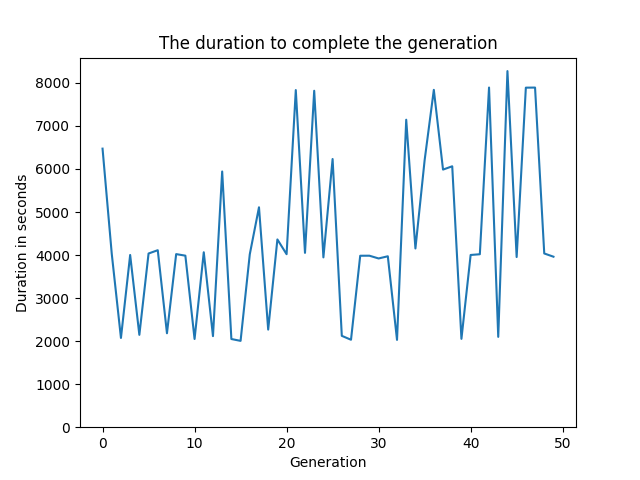 The duration to complete the generation
8000
7000
6000
5000
4000
3000
2000
1000
0
Duration in seconds
0 10 20 30 40 50
Generation